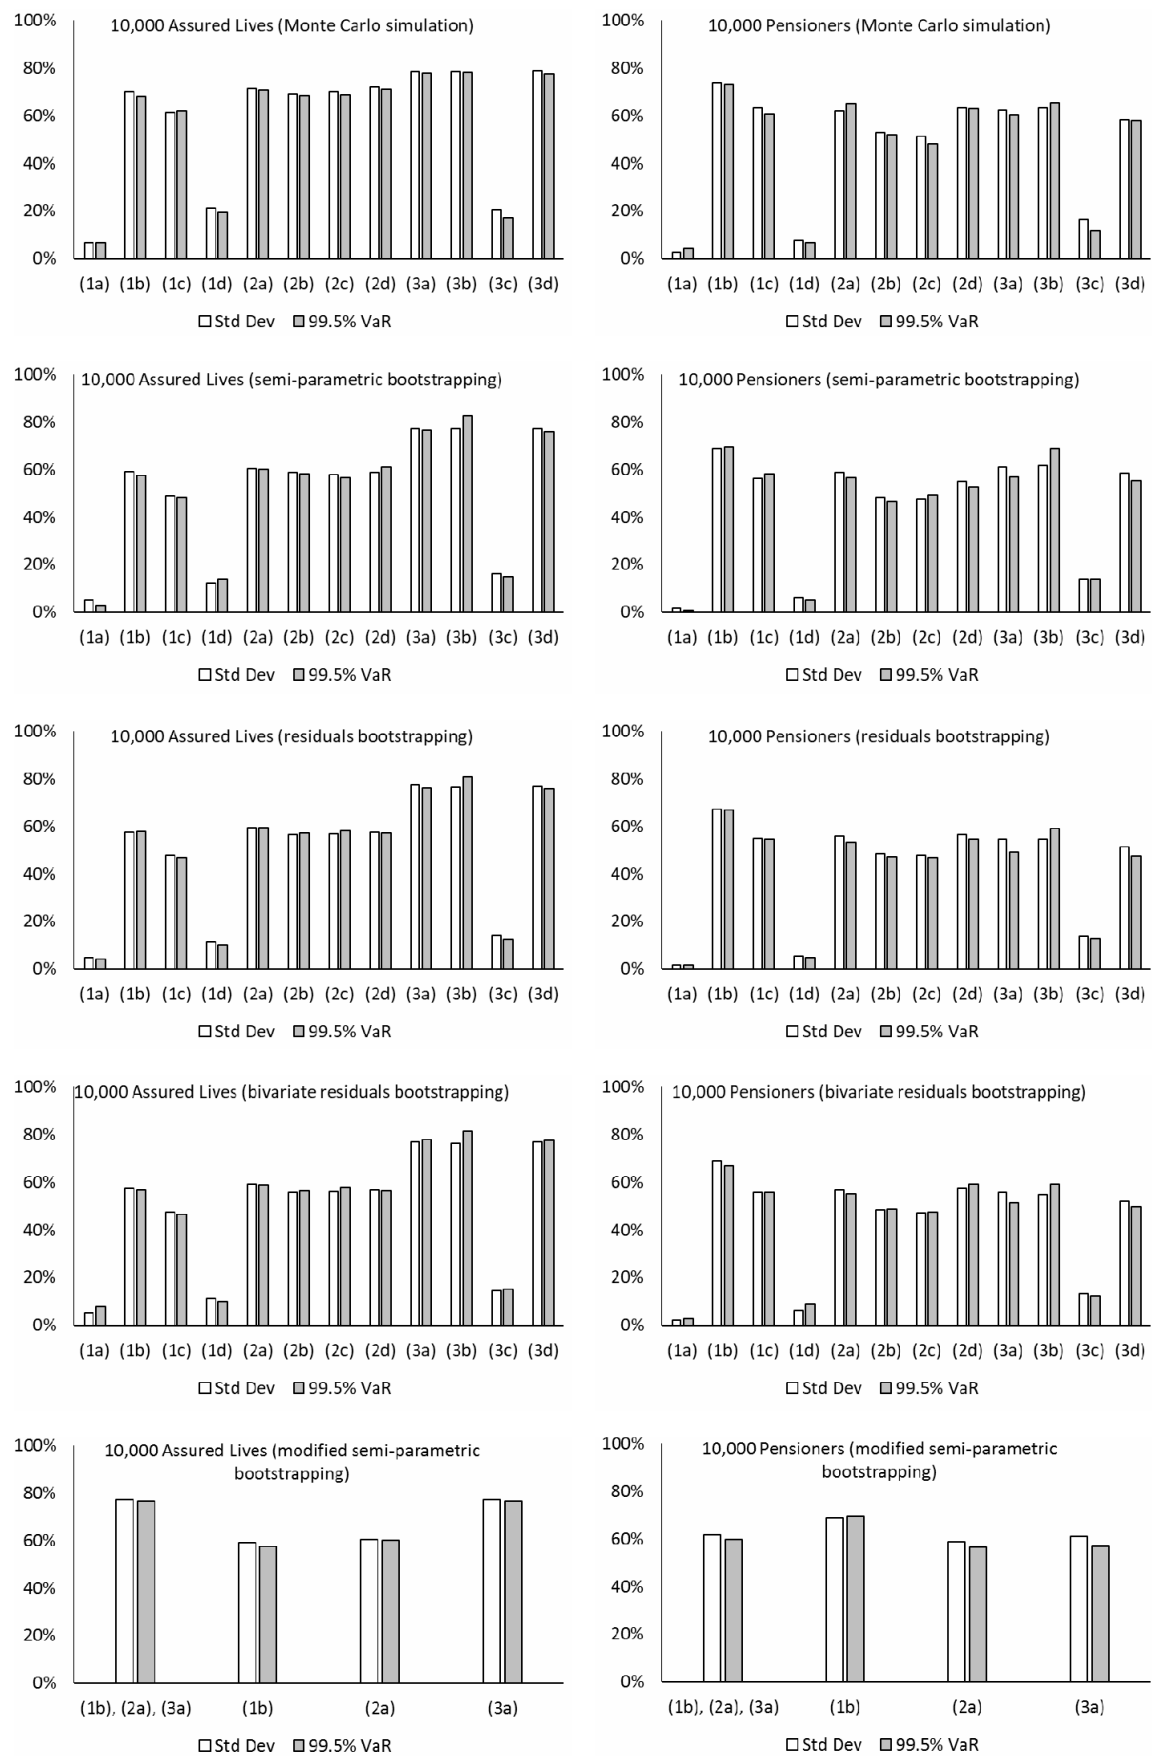 10,000 Assured Lives (Monte Carlo simulation)
100%
80%
60%
40%
20%
0%
(1a) (1b) (1c) (1d) (2a) (2b) (2c) (2d) (3a) (3b) (3c) (3d)
Std Dev 99.5% VaR
10,000 Pensioners (Monte Carlo simulation)
100%
80%
60%
40%
20%
0%
(1a) (1b) (1c) (1d) (2a) (2b) (2c) (2d) (3a) (3b) (3c) (3d)
Std Dev 99.5% VaR
10,000 Assured Lives (semi-parametric bootstrapping)
100%
80%
60%
40%
20%
0%
(1a) (1b) (1c) (1d) (2a) (2b) (2c) (2d) (3a) (3b) (3c) (3d)
Std Dev 99.5% VaR
10,000 Pensioners (semi-parametric bootstrapping)
100%
80%
60%
40%
20%
0%
(1a) (1b) (1c) (1d) (2a) (2b) (2c) (2d) (3a) (3b) (3c) (3d)
Std Dev 99.5% VaR
10,000 Assured Lives (residuals bootstrapping)
100%
80%
60%
40%
20%
0%
(1a) (1b) (1c) (1d) (2a) (2b) (2c) (2d) (3a) (3b) (3c) (3d)
Std Dev 99.5% VaR
10,000 Pensioners (residuals bootstrapping)
100%
80%
60%
40%
20%
0%
(1a) (1b) (1c) (1d) (2a) (2b) (2c) (2d) (3a) (3b) (3c) (3d)
Std Dev 99.5% VaR
10,000 Assured Lives (bivariate residuals bootstrapping)
100%
80%
60%
40%
20%
0%
(1a) (1b) (1c) (1d) (2a) (2b) (2c) (2d) (3a) (3b) (3c) (3d)
Std Dev 99.5% VaR
10,000 Pensioners (bivariate residuals bootstrapping)
100%
80%
60%
40%
20%
0%
(1a) (1b) (1c) (1d) (2a) (2b) (2c) (2d) (3a) (3b) (3c) (3d)
Std Dev 99.5% VaR
10,000 Assured Lives (modified semi-parametric
bootstrapping)
100%
80%
60%
40%
20%
0%
(1b), (2a), (3a) (1b) (2a) (3a)
Std Dev 99.5% VaR
10,000 Pensioners (modified semi-parametric
bootstrapping)
100%
80%
60%
40%
20%
0%
(1b), (2a), (3a) (1b) (2a) (3a)
Std Dev 99.5% VaR